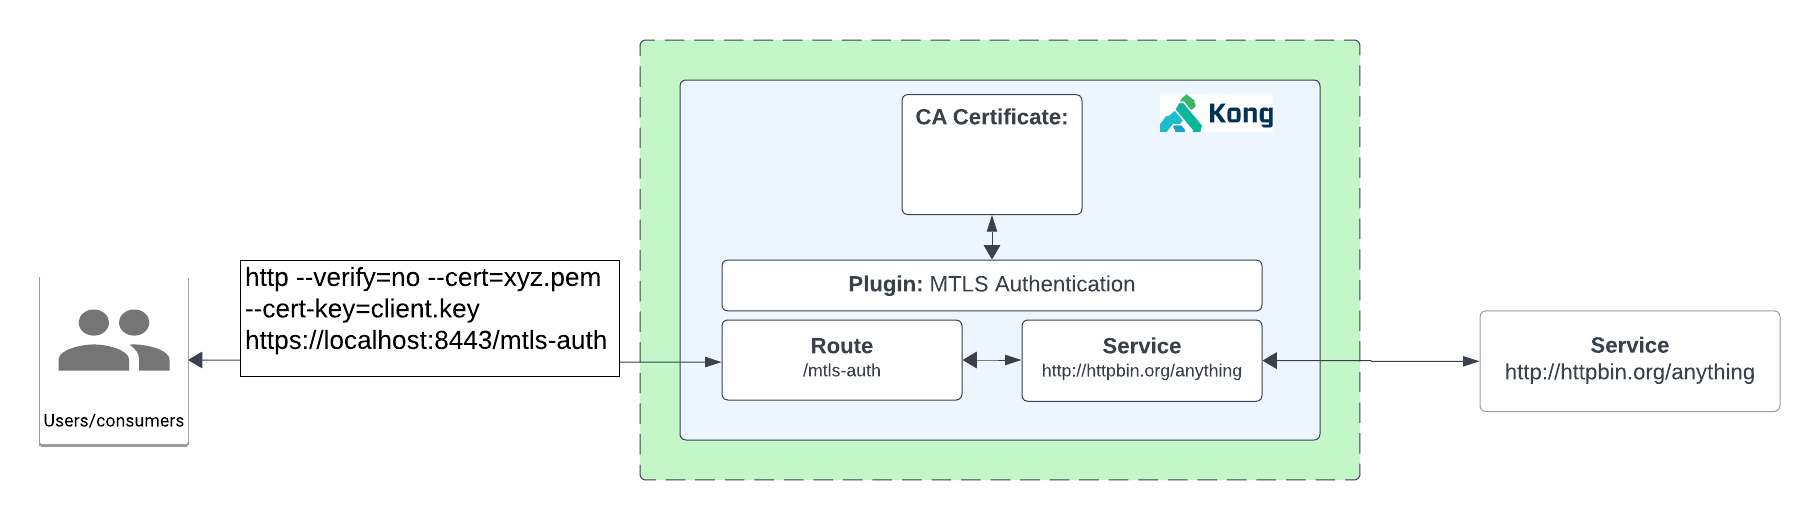 CA Certificate:
Kong
http --verify=no --cert=xyz.pem
--cert-key=client.key
https://localhost:8443/mtls-auth
Plugin: MTLS Authentication
Route
/mtls-auth
Service
http://httpbin.org/anything
Service
http://httpbin.org/anything
Users/consumers